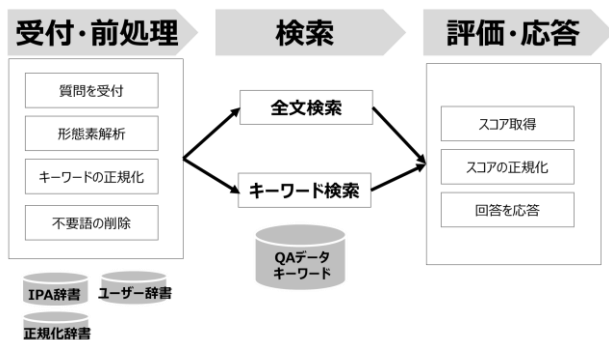 受付・前処理
検索
評価・応答
質問を受付
形態素解析
キーワードの正規化
不要語の削除
全文検索
キーワード検索
スコア取得
スコアの正規化
回答を応答
QAデータ
キーワード
IPA辞書
ユーザー辞書
正規化辞書